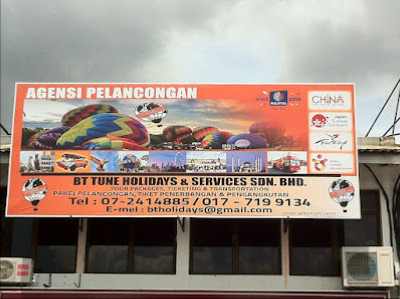 AGENSI PELANCONGAN
CHINA
BT TUNE HOLIDAYS & SERVICES SDN. BHD.
TOUR PACKAGES, TICKETING & TRANSPORTATION
PAKEJ PELANCONGAN, TIKET PENERBANGAN & PENGANGKUTAN
Tel : 07-2414885 / 017 - 719 9134
E-mel : btholidays@gmail.com